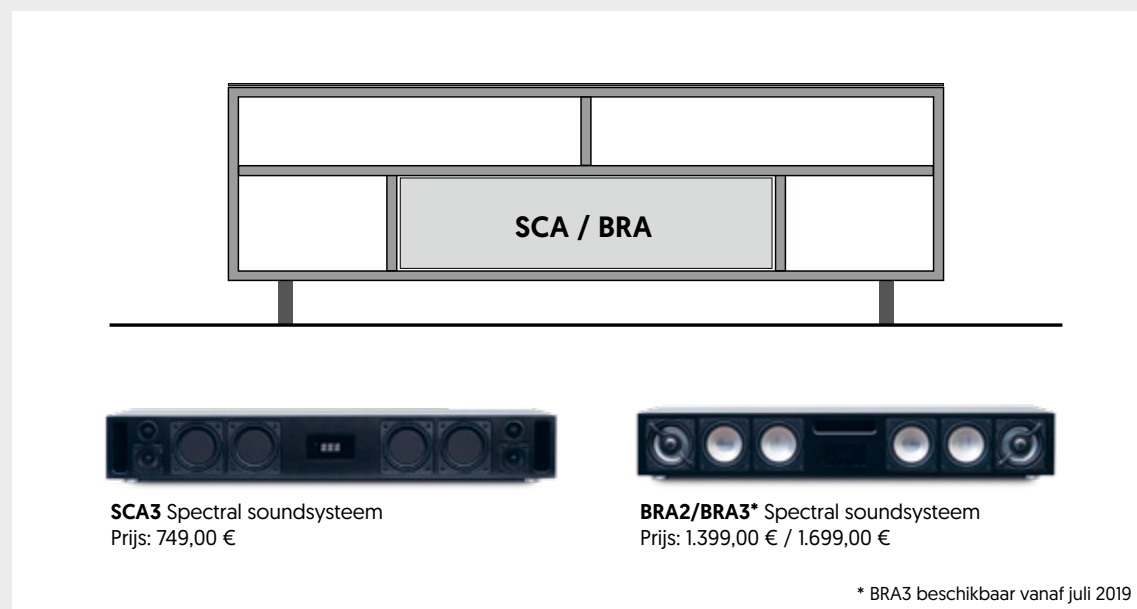 SCA / BRA
SCA3 Spectral soundsysteem
Prijs: 749,00 €
BRA2/BRA3* Spectral soundsysteem
Prijs: 1.399,00 € / 1.699,00 €
* BRA3 beschikbaar vanaf juli 2019